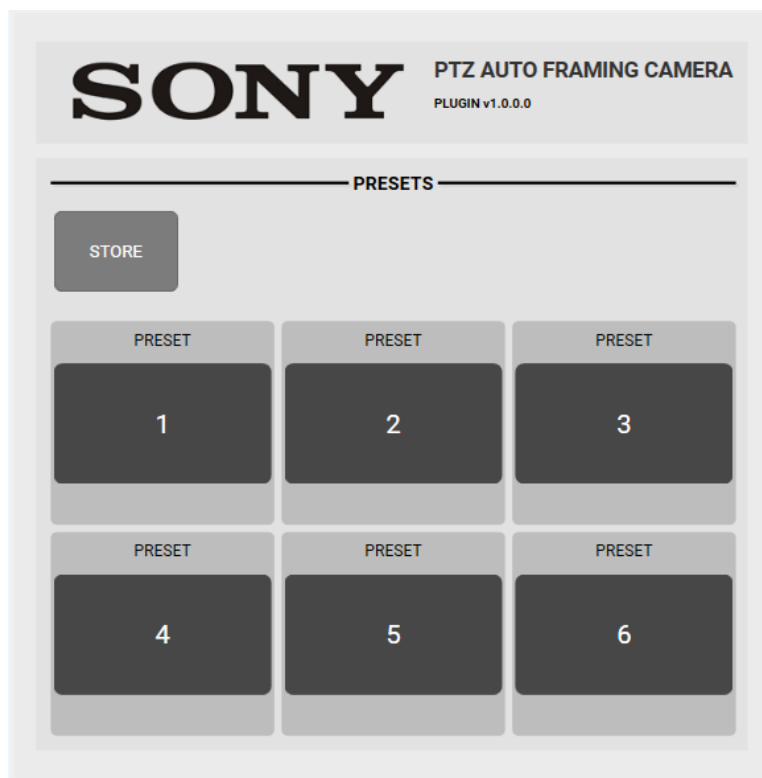 SONY
PTZ AUTO FRAMING CAMERA
PLUGIN v1.0.0.0
PRESETS
STORE
PRESET PRESET PRESET
1 2 3
PRESET PRESET PRESET
4 5 6